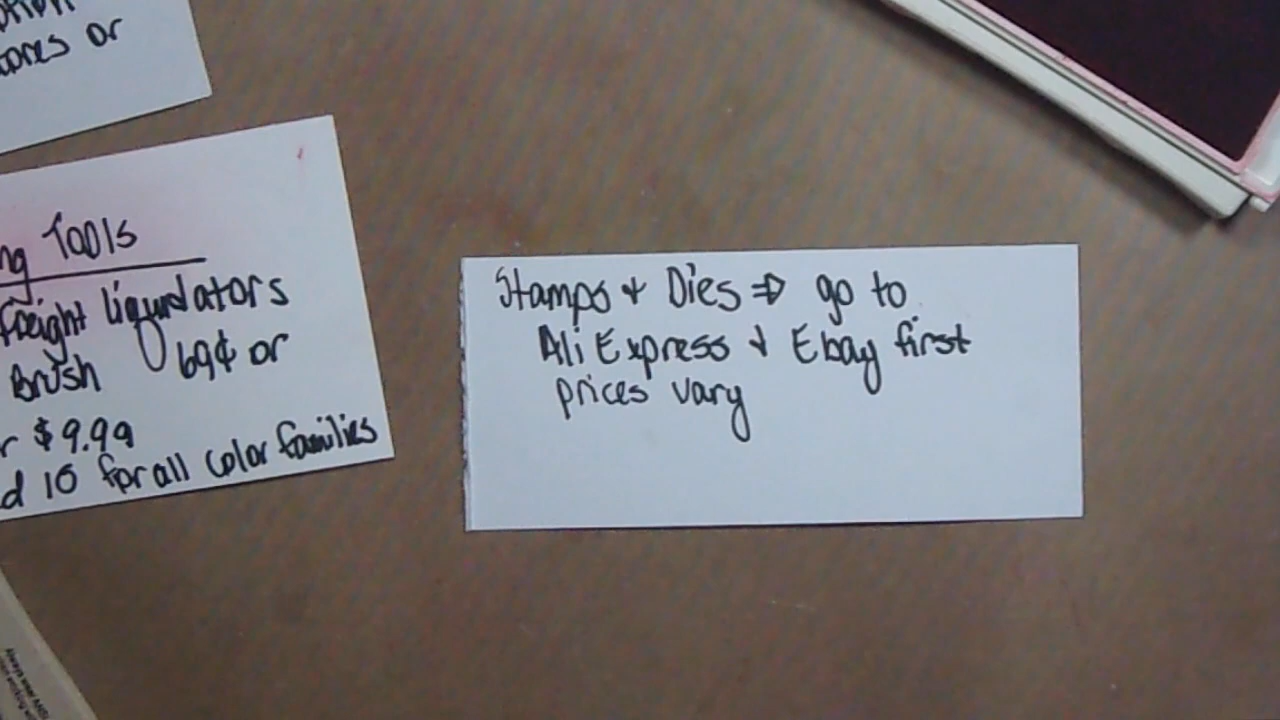 or
ng Tools
freight liquidators
Brush 69¢ or
r $9.99
d 10 for all color families
Stamps & Dies ⇒ go to
Ali Express & Ebay first
prices vary